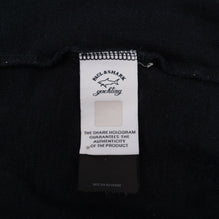 PAUL & SHARK
yachting
THE SHARK HOLOGRAM
GUARANTEES THE
AUTHENTICITY
OF THE PRODUCT